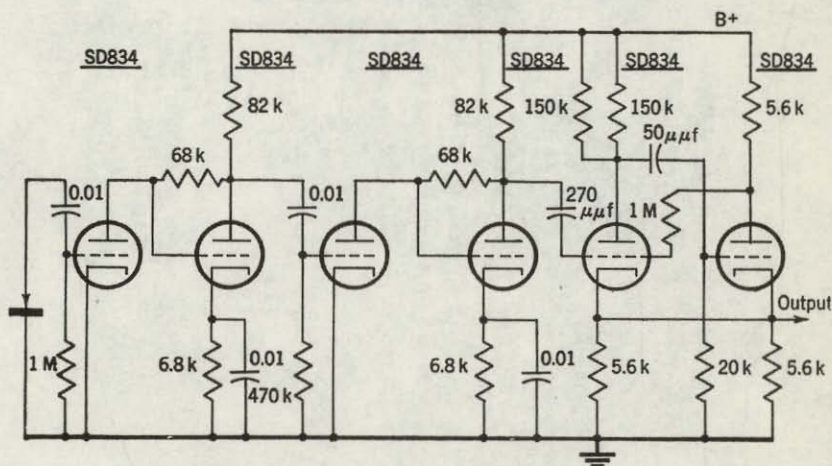 B+
SD834
SD834
SD834
SD834
SD834
SD834
82 k
82 k
150 k
150 k
5.6 k
50 μμf
68 k
68 k
0.01
0.01
270
μμf
1 M
Output
1 M
6.8 k
0.01
470 k
6.8 k
0.01
5.6 k
20 k
5.6 k